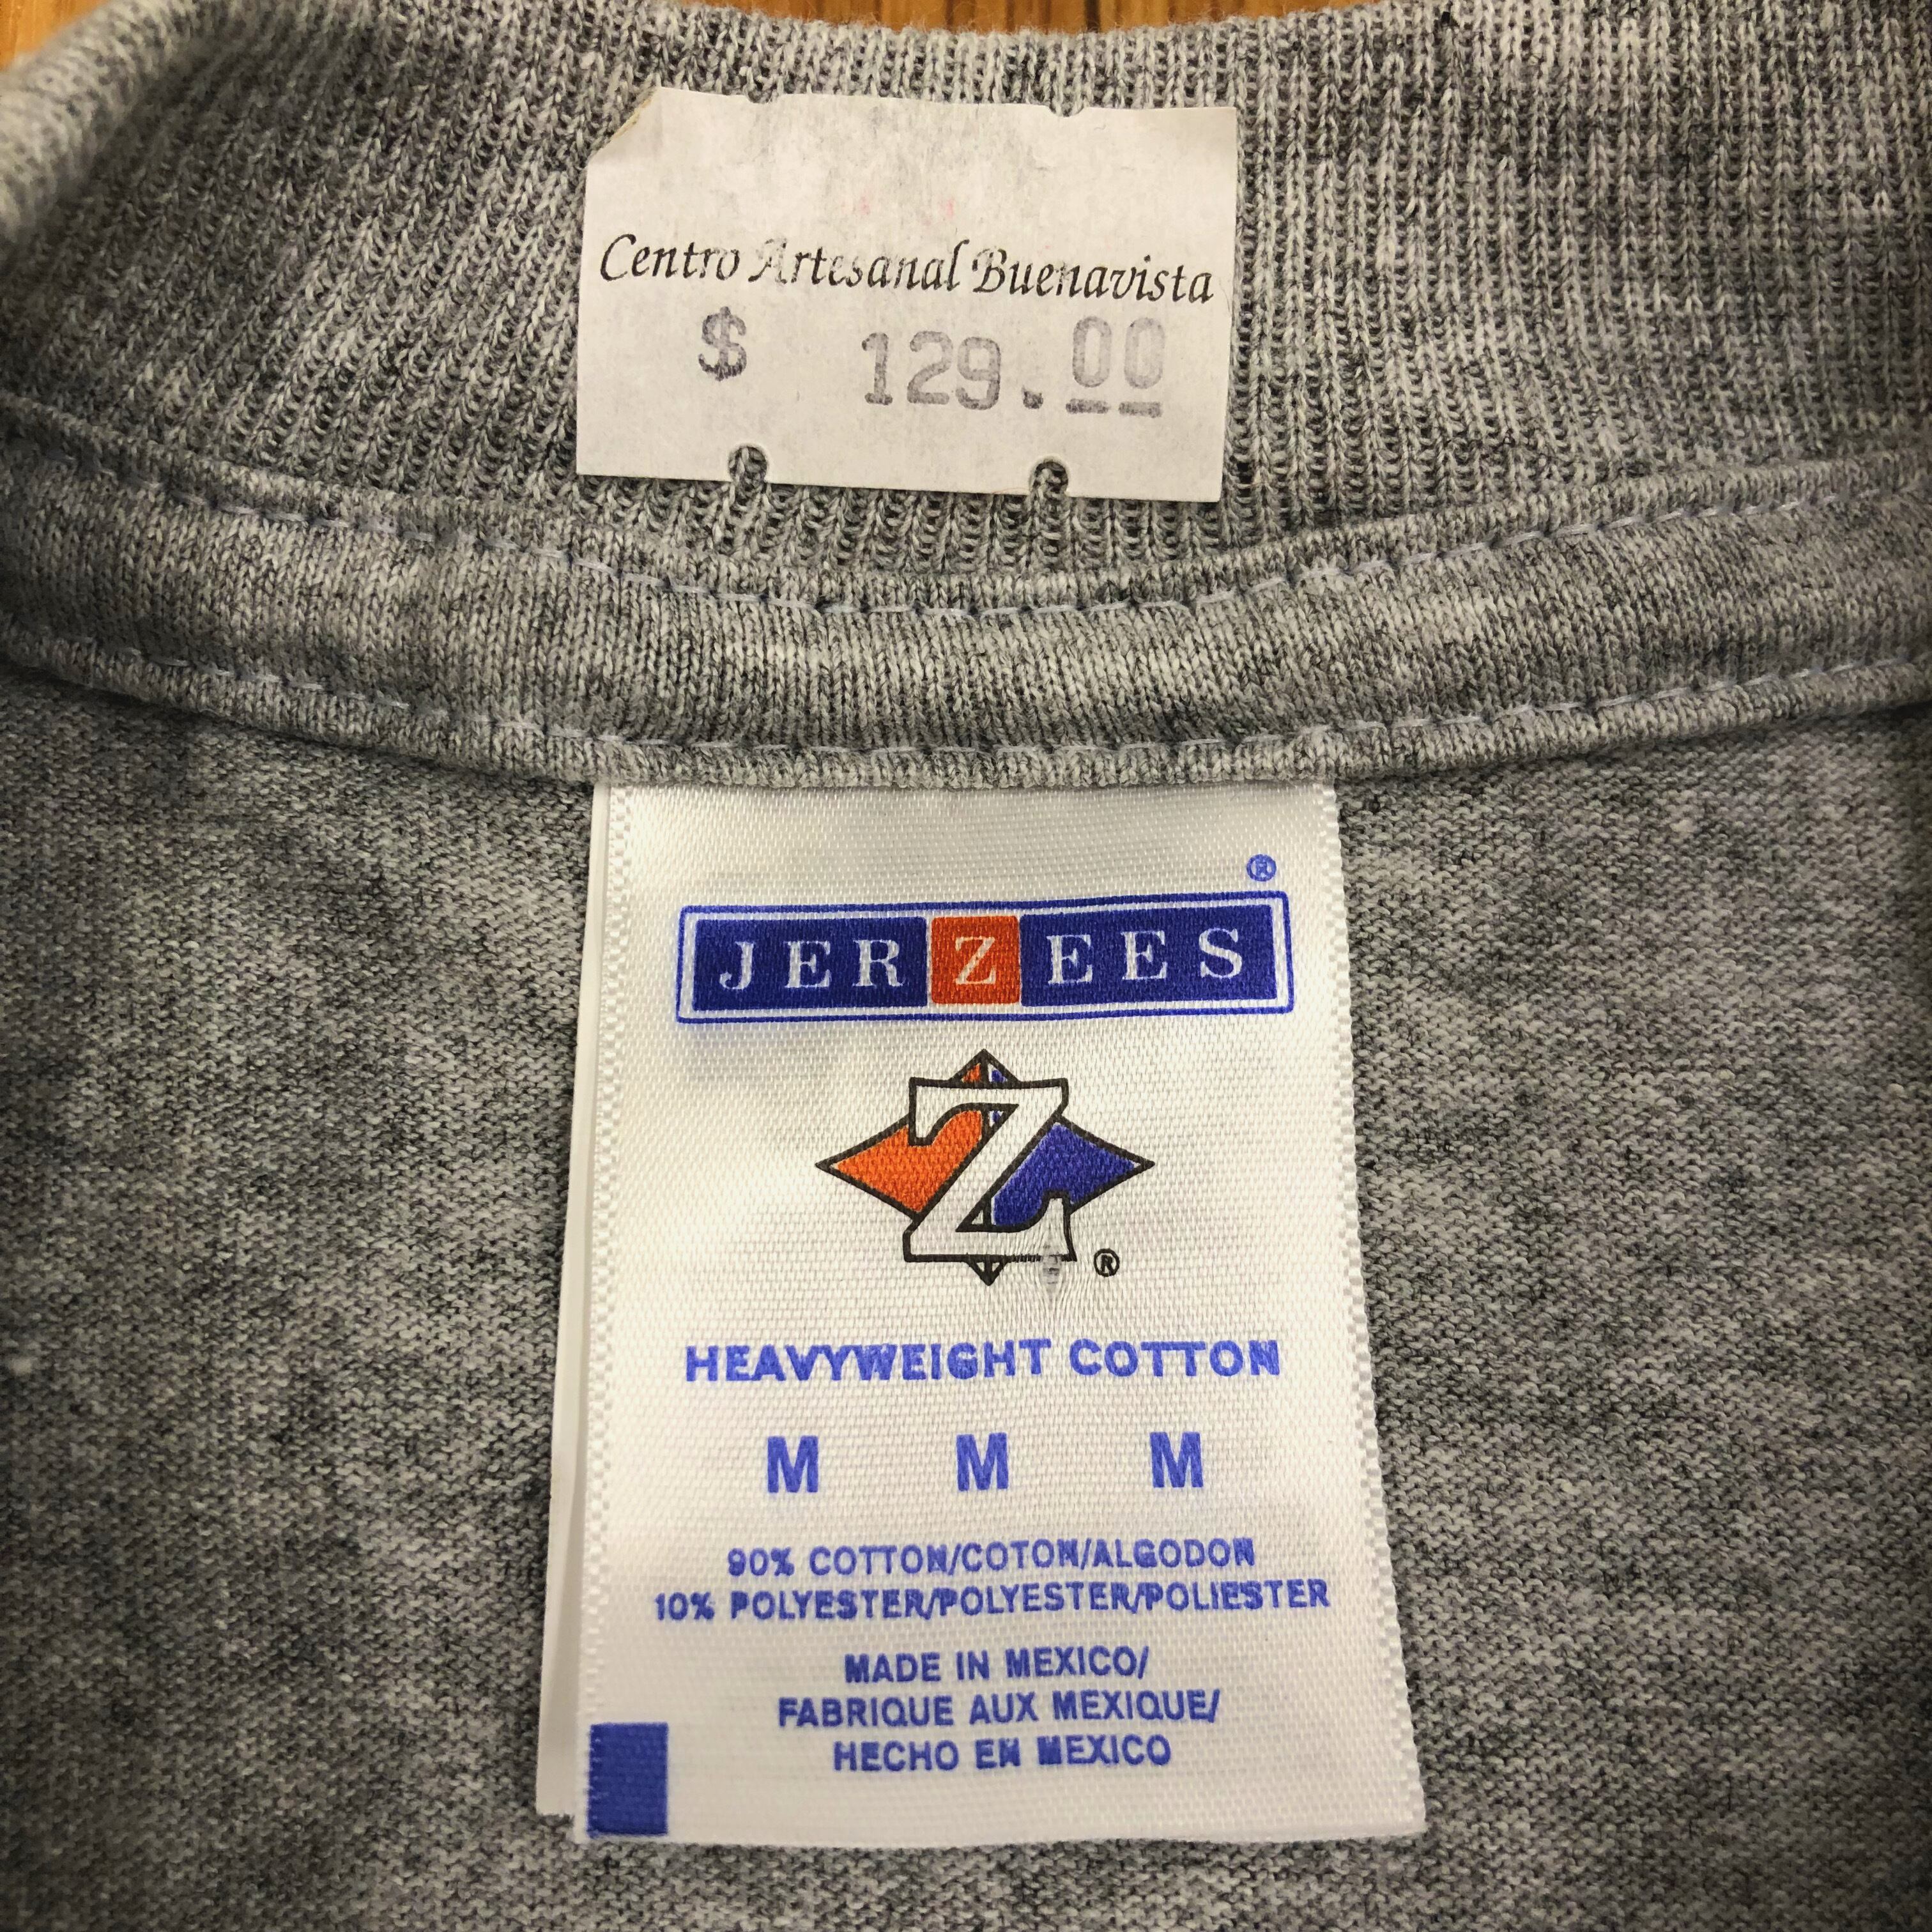 Centro Artesanal Buenavista
$ 129.00
®
JERZEES
Z
®
HEAVYWEIGHT COTTON
M M M
90% COTTON/COTON/ALGODON
10% POLYESTER/POLYESTER/POLIESTER
MADE IN MEXICO/
FABRIQUE AUX MEXIQUE/
HECHO EN MEXICO